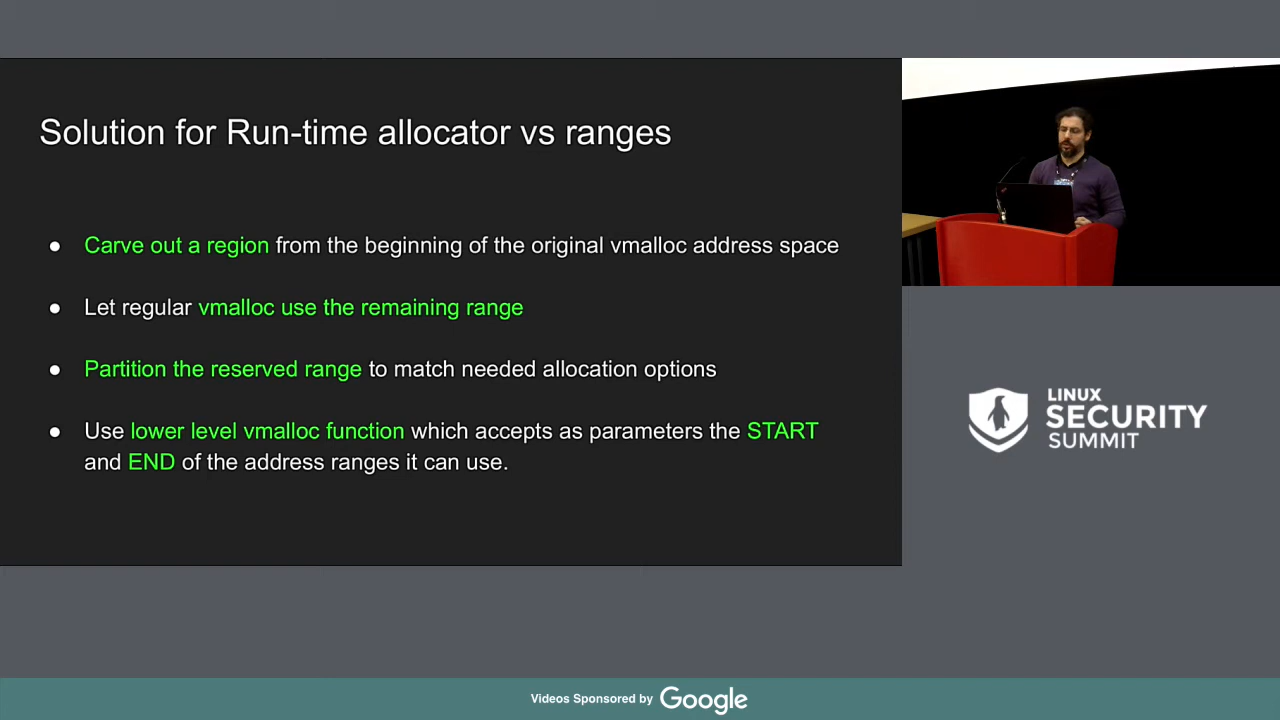 Solution for Run-time allocator vs ranges
● Carve out a region from the beginning of the original vmalloc address space
● Let regular vmalloc use the remaining range
● Partition the reserved range to match needed allocation options
● Use lower level vmalloc function which accepts as parameters the START
and END of the address ranges it can use.
LINUX
SECURITY
SUMMIT
Videos Sponsored by Google